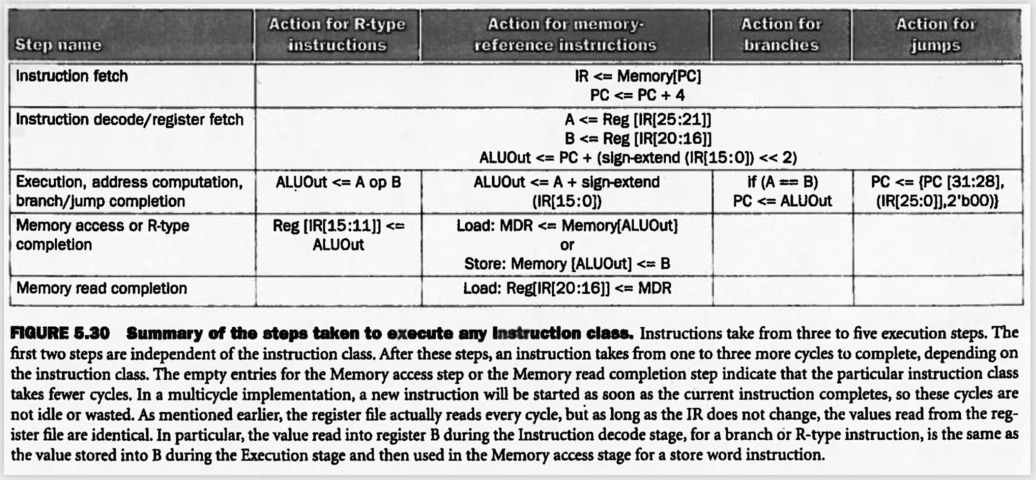 Step name
Action for R-type
instructions
Action for memory-
reference instructions
Action for
branches
Action for
jumps
Instruction fetch
IR <= Memory[PC]
PC <= PC + 4
Instruction decode/register fetch
A <= Reg [IR[25:21]]
B <= Reg [IR[20:16]]
ALUOut <= PC + (sign-extend (IR[15:0]) << 2)
Execution, address computation,
branch/jump completion
ALUOut <= A op B
ALUOut <= A + sign-extend
(IR[15:0])
if (A == B)
PC <= ALUOut
PC <= {PC [31:28],
(IR[25:0]],2'b00)}
Memory access or R-type
completion
Reg [IR[15:11]] <=
ALUOut
Load: MDR <= Memory[ALUOut]
or
Store: Memory [ALUOut] <= B
Memory read completion
Load: Reg[IR[20:16]] <= MDR
FIGURE 5.30 Summary of the steps taken to execute any instruction class. Instructions take from three to five execution steps. The
first two steps are independent of the instruction class. After these steps, an instruction takes from one to three more cycles to complete, depending on
the instruction class. The empty entries for the Memory access step or the Memory read completion step indicate that the particular instruction class
takes fewer cycles. In a multicycle implementation, a new instruction will be started as soon as the current instruction completes, so these cycles are
not idle or wasted. As mentioned earlier, the register file actually reads every cycle, but as long as the IR does not change, the values read from the reg-
ister file are identical. In particular, the value read into register B during the Instruction decode stage, for a branch or R-type instruction, is the same as
the value stored into B during the Execution stage and then used in the Memory access stage for a store word instruction.